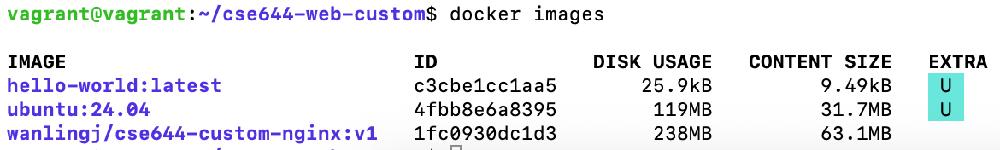 vagrant@vagrant:~/cse644-web-custom$ docker images
IMAGE ID DISK USAGE CONTENT SIZE EXTRA
hello-world:latest c3cbe1cc1aa5 25.9kB 9.49kB U
ubuntu:24.04 4fbb8e6a8395 119MB 31.7MB U
wanlingj/cse644-custom-nginx:v1 1fc0930dc1d3 238MB 63.1MB